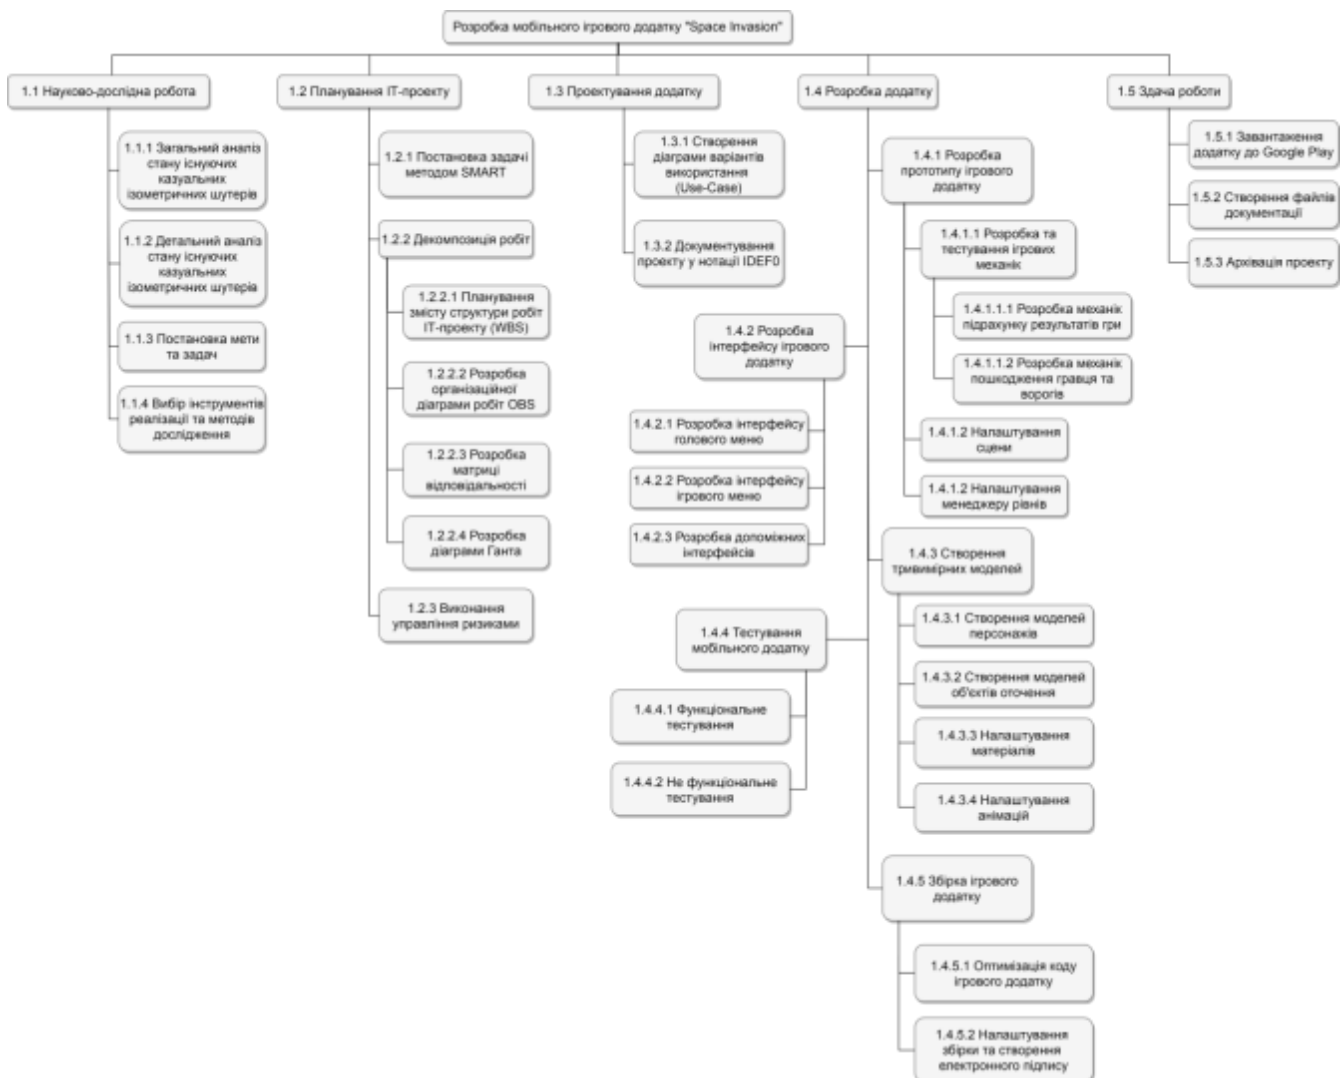 Розробка мобільного ігрового додатку "Space Invasion"
1.1 Науково-дослідна робота
1.1.1 Загальний аналіз
стану існуючих
казуальних
ізометричних шутерів
1.1.2 Детальний аналіз
стану існуючих
казуальних
ізометричних шутерів
1.1.3 Постановка мети
та задач
1.1.4 Вибір інструментів
реалізації та методів
дослідження
1.2 Планування ІТ-проекту
1.2.1 Постановка задачі
методом SMART
1.2.2 Декомпозиція робіт
1.2.2.1 Планування
змісту структури робіт
ІТ-проекту (WBS)
1.2.2.2 Розробка
організаційної
діаграми робіт OBS
1.2.2.3 Розробка
матриці
відповідальності
1.2.2.4 Розробка
діаграми Ганта
1.2.3 Виконання
управління ризиками
1.3 Проектування додатку
1.3.1 Створення
діаграми варіантів
використання
(Use-Case)
1.3.2 Документування
проекту у нотації IDEF0
1.4 Розробка додатку
1.4.1 Розробка
прототипу ігрового
додатку
1.4.1.1 Розробка та
тестування ігрових
механік
1.4.1.1.1 Розробка механік
підрахунку результатів гри
1.4.1.1.2 Розробка механік
пошкодження гравця та
ворогів
1.4.1.2 Налаштування
сцени
1.4.1.2 Налаштування
менеджеру рівнів
1.4.2 Розробка
інтерфейсу ігрового
додатку
1.4.2.1 Розробка інтерфейсу
голового меню
1.4.2.2 Розробка інтерфейсу
ігрового меню
1.4.2.3 Розробка допоміжних
інтерфейсів
1.4.3 Створення
тривимірних моделей
1.4.3.1 Створення моделей
персонажів
1.4.3.2 Створення моделей
об'єктів оточення
1.4.3.3 Налаштування
матеріалів
1.4.3.4 Налаштування
анімацій
1.4.4 Тестування
мобільного додатку
1.4.4.1 Функціональне
тестування
1.4.4.2 Не функціональне
тестування
1.4.5 Збірка ігрового
додатку
1.4.5.1 Оптимізація коду
ігрового додатку
1.4.5.2 Налаштування
збірки та створення
електронного підпису
1.5 Здача роботи
1.5.1 Завантаження
додатку до Google Play
1.5.2 Створення файлів
документації
1.5.3 Архівація проекту